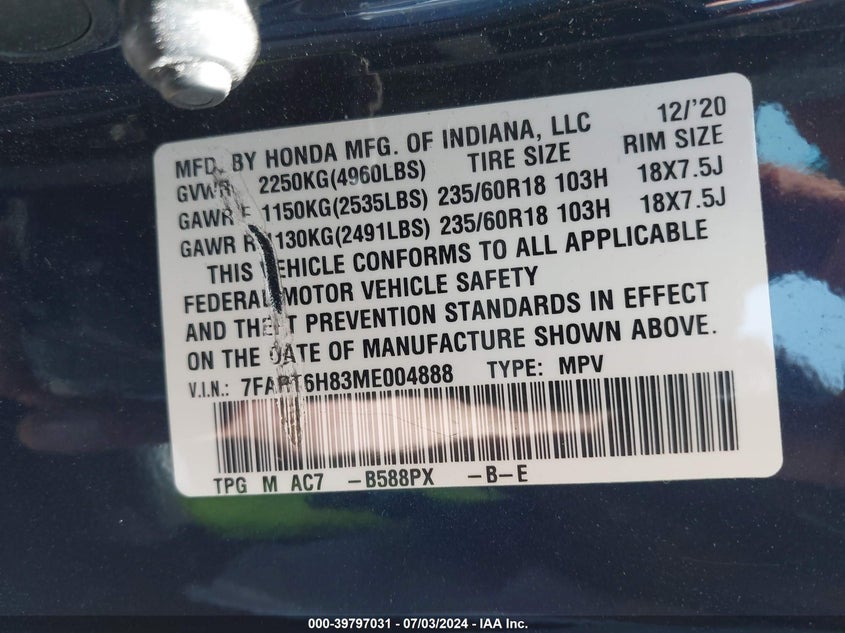 MFD. BY HONDA MFG. OF INDIANA, LLC 12/'20
GVWR 2250KG(4960LBS) TIRE SIZE RIM SIZE
GAWR F 1150KG(2535LBS) 235/60R18 103H 18X7.5J
GAWR R 1130KG(2491LBS) 235/60R18 103H 18X7.5J
THIS VEHICLE CONFORMS TO ALL APPLICABLE
FEDERAL MOTOR VEHICLE SAFETY
AND THEFT PREVENTION STANDARDS IN EFFECT
ON THE DATE OF MANUFACTURE SHOWN ABOVE.
V.I.N.: 7FART6H83ME004888 TYPE: MPV
TPG M AC7 -B588PX -B-E
000-39797031 - 07/03/2024 - IAA Inc.